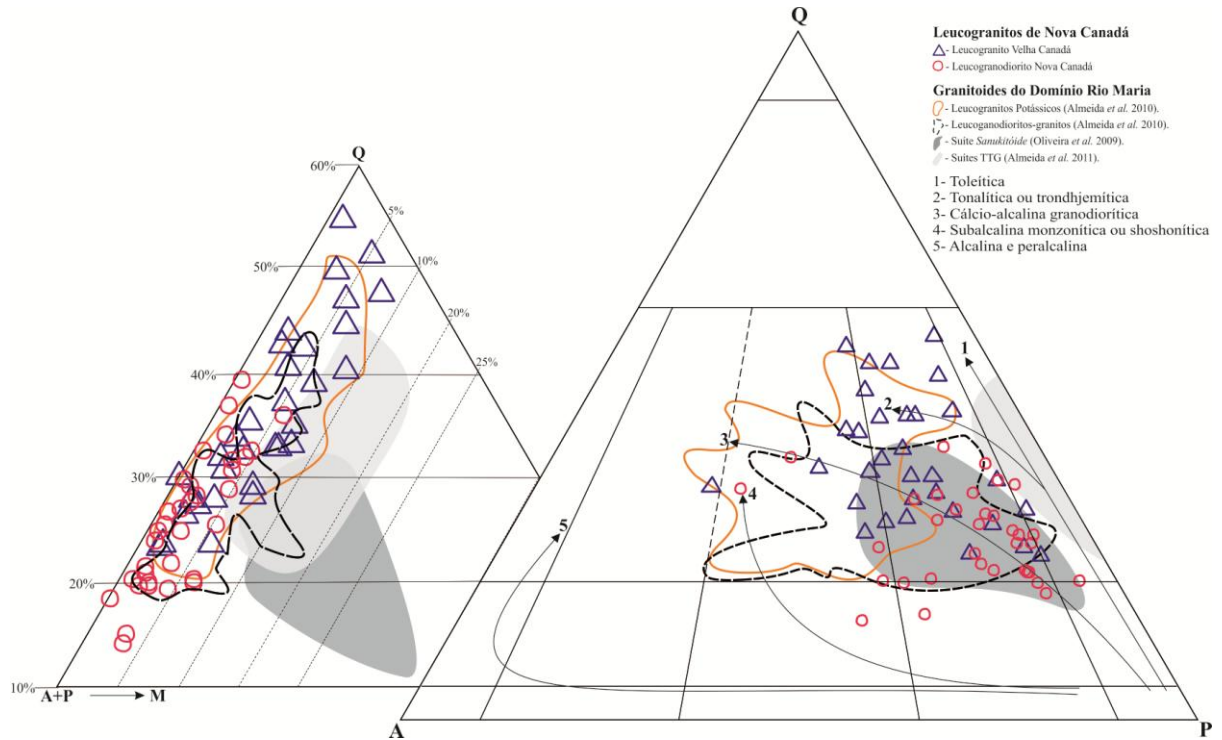 Q
Leucogranitos de Nova Canadá
- Leucogranito Velha Canadá
- Leucogranodiorito Nova Canadá
Granitoides do Domínio Rio Maria
- Leucogranitos Potássicos (Almeida et al. 2010).
- Leucoganodioritos-granitos (Almeida et al. 2010).
- Suíte Sanukitóide (Oliveira et al. 2009).
- Suítes TTG (Almeida et al. 2011).
1- Toleítica
2- Tonalítica ou trondhjemítica
3- Cálcio-alcalina granodiorítica
4- Subalcalina monzonítica ou shoshonítica
5- Alcalina e peralcalina
Q
60%
5%
50%
10%
20%
25%
40%
30%
20%
10%
A+P
M
1
2
3
4
5
A
P